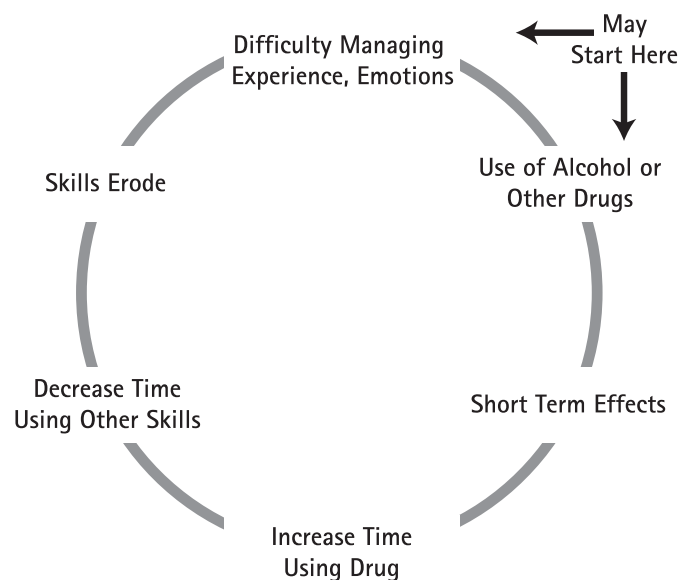 May
Start Here
Difficulty Managing
Experience, Emotions
Use of Alcohol or
Other Drugs
Short Term Effects
Increase Time
Using Drug
Decrease Time
Using Other Skills
Skills Erode